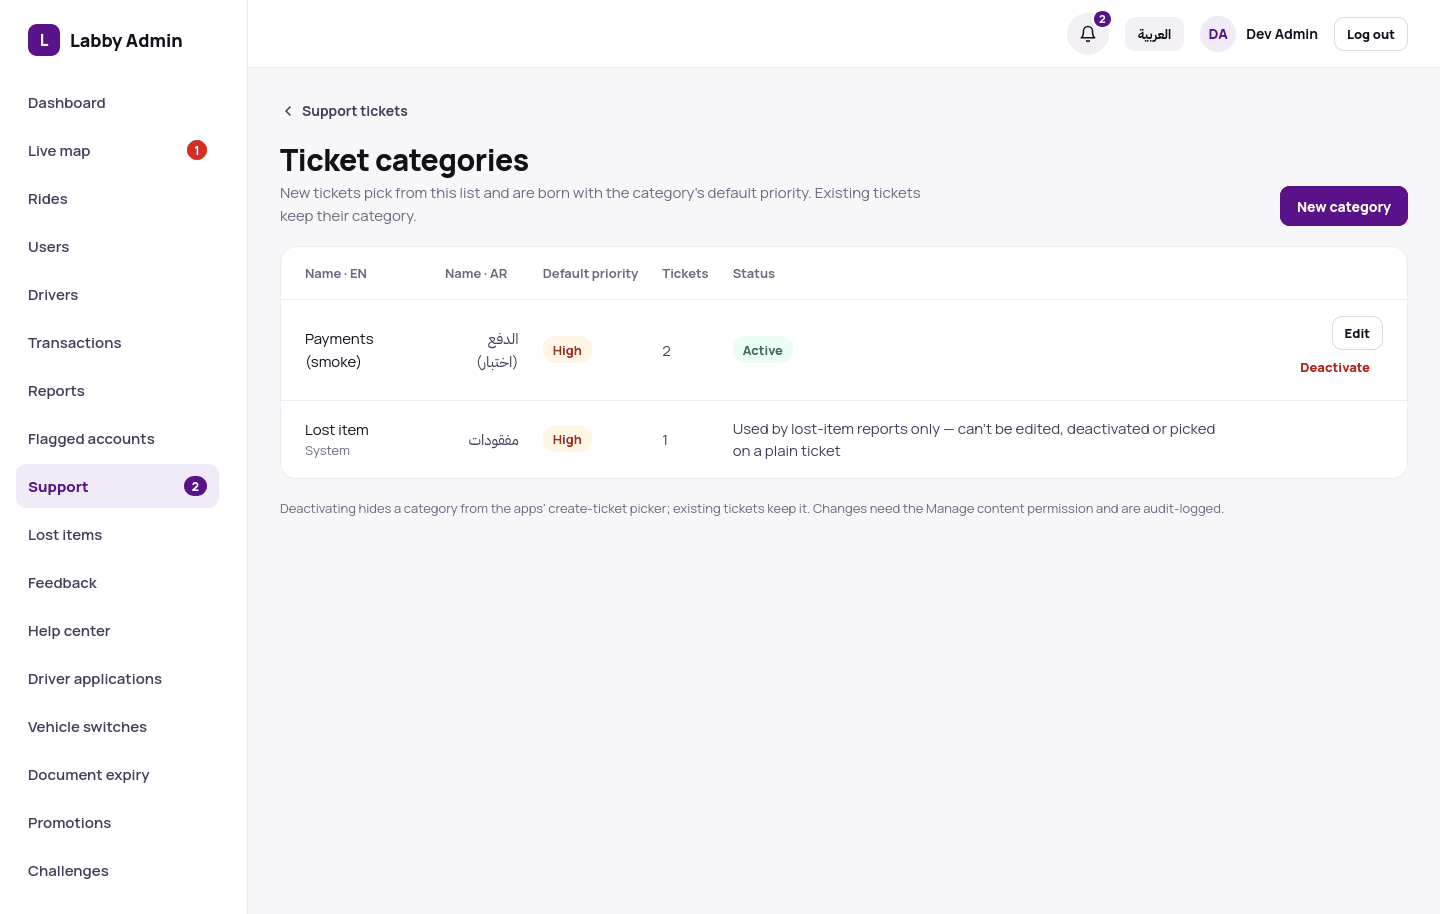 L Labby Admin
2
العربية
DA Dev Admin
Log out
Dashboard
Live map 1
Rides
Users
Drivers
Transactions
Reports
Flagged accounts
Support 2
Lost items
Feedback
Help center
Driver applications
Vehicle switches
Document expiry
Promotions
Challenges
Support tickets
Ticket categories
New tickets pick from this list and are born with the category's default priority. Existing tickets
keep their category.
New category
Name · EN Name · AR Default priority Tickets Status
Payments
(smoke)
الدفع
(اختبار)
High
2
Active
Edit
Deactivate
Lost item
System
مفقودات
High
1
Used by lost-item reports only — can't be edited, deactivated or picked
on a plain ticket
Deactivating hides a category from the apps' create-ticket picker; existing tickets keep it. Changes need the Manage content permission and are audit-logged.